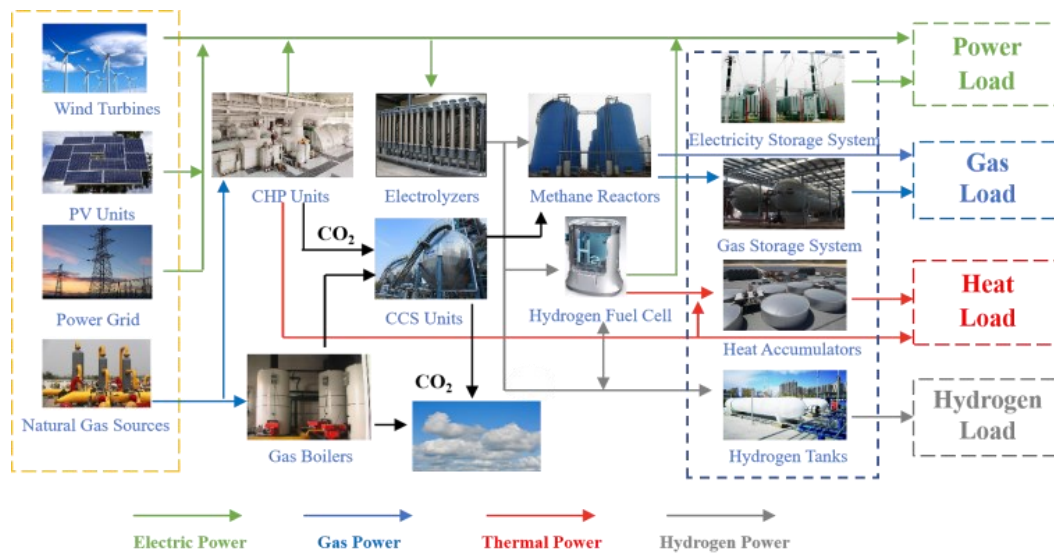 Wind Turbines
PV Units
Power Grid
Natural Gas Sources
CHP Units
Electrolyzers
Methane Reactors
CO₂
CCS Units
Hydrogen Fuel Cell
H₂
CO₂
Gas Boilers
Electricity Storage System
Gas Storage System
Heat Accumulators
Hydrogen Tanks
Power
Load
Gas
Load
Heat
Load
Hydrogen
Load
Electric Power
Gas Power
Thermal Power
Hydrogen Power